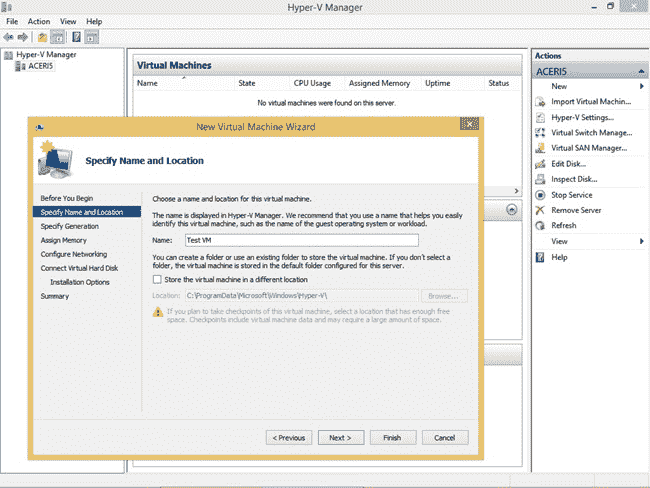 Hyper-V Manager
File Action View Help
Hyper-V Manager
ACERI5
Virtual Machines
Name State CPU Usage Assigned Memory Uptime Status
No virtual machines were found on this server.
Actions
ACERI5
New
Import Virtual Machin...
Hyper-V Settings...
Virtual Switch Manage...
Virtual SAN Manager...
Edit Disk...
Inspect Disk...
Stop Service
Remove Server
Refresh
View
Help
New Virtual Machine Wizard
Specify Name and Location
Before You Begin
Specify Name and Location
Specify Generation
Assign Memory
Configure Networking
Connect Virtual Hard Disk
Installation Options
Summary
Choose a name and location for this virtual machine.
The name is displayed in Hyper-V Manager. We recommend that you use a name that helps you easily
identify this virtual machine, such as the name of the guest operating system or workload.
Name: Test VM
You can create a folder or use an existing folder to store the virtual machine. If you don't select a
folder, the virtual machine is stored in the default folder configured for this server.
Store the virtual machine in a different location
Location: C:\ProgramData\Microsoft\Windows\Hyper-V\ Browse...
If you plan to take checkpoints of this virtual machine, select a location that has enough free
space. Checkpoints include virtual machine data and may require a large amount of space.
< Previous Next > Finish Cancel